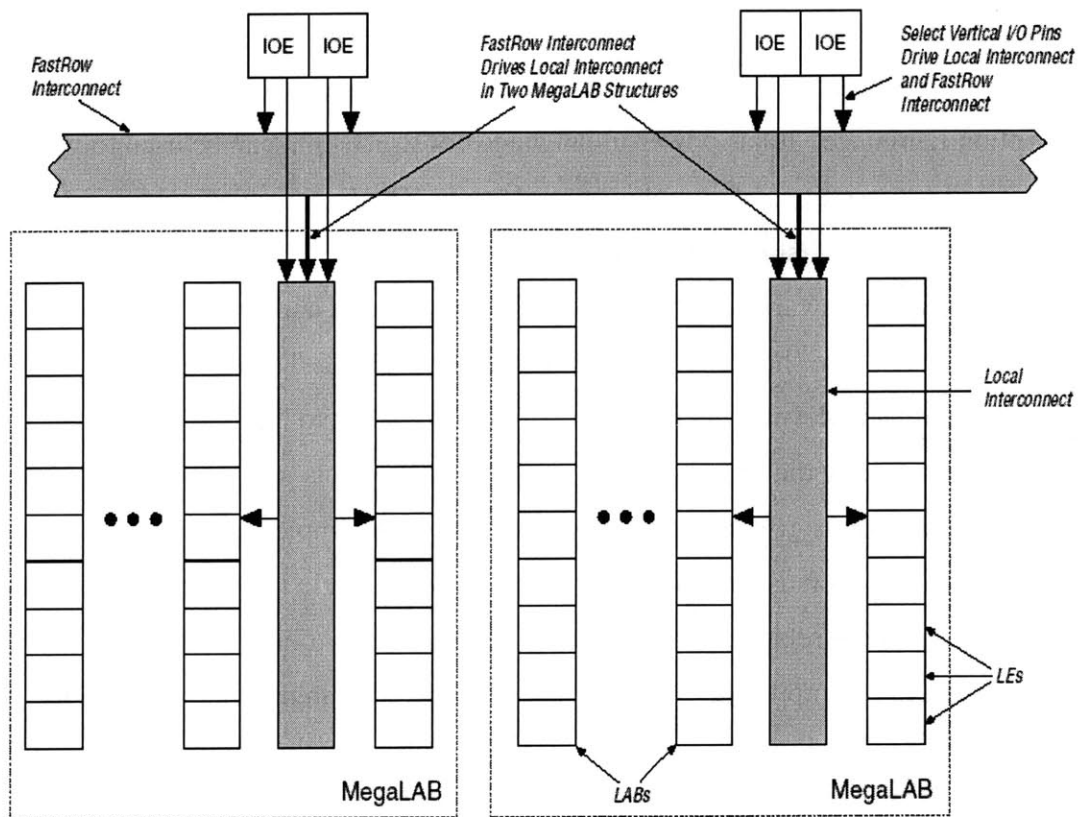 IOE IOE
IOE IOE
FastRow
Interconnect
FastRow Interconnect
Drives Local Interconnect
in Two MegaLAB Structures
Select Vertical I/O Pins
Drive Local Interconnect
and FastRow
Interconnect
Local
Interconnect
LEs
LABs
MegaLAB
MegaLAB